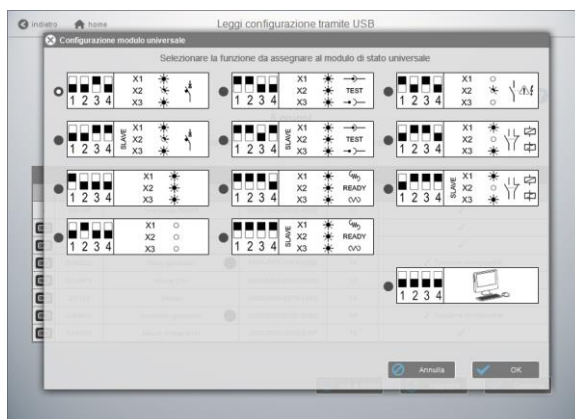 indietro home Leggi configurazione tramite USB
Configurazione modulo universale
Selezionare la funzione da assegnare al modulo di stato universale
1 2 3 4 X1 X2 X3
1 2 3 4 X1 X2 TEST X3
1 2 3 4 X1 X2 X3
1 2 3 4 SLAVE X1 X2 X3
1 2 3 4 SLAVE X1 X2 TEST X3
1 2 3 4 X1 X2 X3
1 2 3 4 X1 X2 X3
1 2 3 4 X1 X2 READY X3
1 2 3 4 SLAVE X1 X2 X3
1 2 3 4 X1 X2 X3
1 2 3 4 SLAVE X1 X2 READY X3
1 2 3 4
Annulla OK